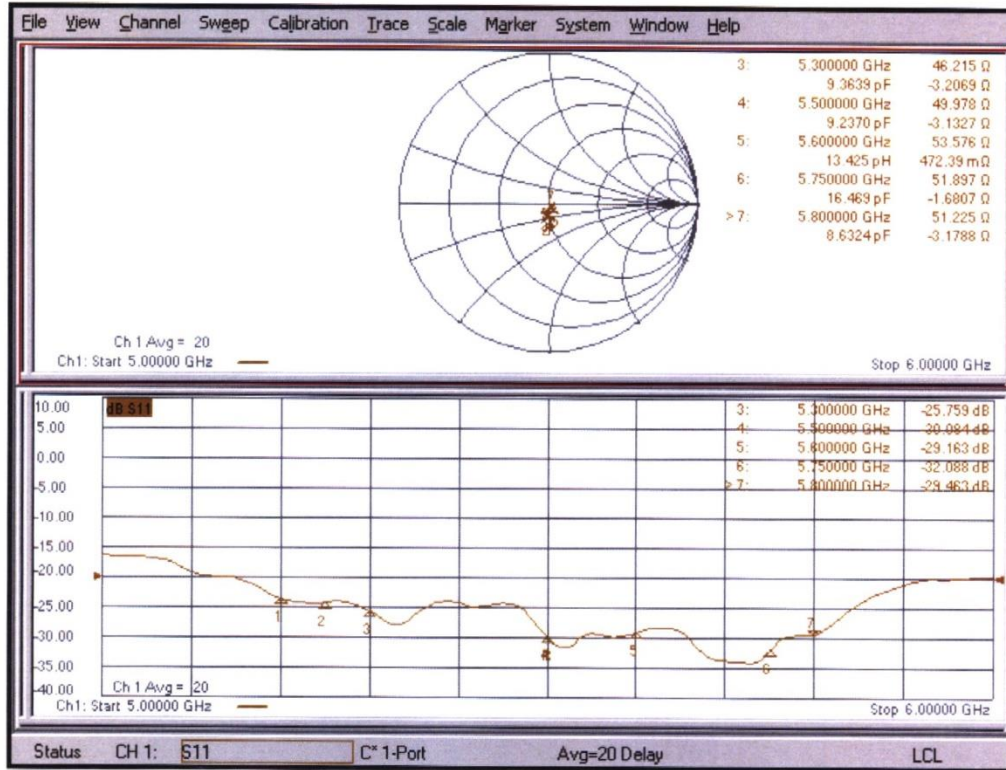 File View Channel Sweep Calibration Trace Scale Marker System Window Help
3: 5.300000 GHz 46.215 Ω
9.3639 pF -3.2069 Ω
4: 5.500000 GHz 49.978 Ω
9.2370 pF -3.1327 Ω
5: 5.600000 GHz 53.576 Ω
13.425 pH 472.39 mΩ
6: 5.750000 GHz 51.897 Ω
16.469 pF -1.6807 Ω
>7: 5.800000 GHz 51.225 Ω
8.6324 pF -3.1788 Ω
Ch 1 Avg = 20
Ch1: Start 5.00000 GHz
Stop 6.00000 GHz
10.00
dB S11
5.00
0.00
-5.00
-10.00
-15.00
-20.00
-25.00
-30.00
-35.00
-40.00
3: 5.300000 GHz -25.759 dB
4: 5.500000 GHz -30.084 dB
5: 5.600000 GHz -29.163 dB
6: 5.750000 GHz -32.088 dB
>7: 5.800000 GHz -29.463 dB
1
2
3
5
6
7
Ch 1 Avg = 20
Ch1: Start 5.00000 GHz
Stop 6.00000 GHz
Status CH 1: S11 C* 1-Port Avg=20 Delay LCL